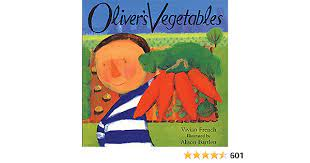 Oliver's Vegetables
Vivian French
Illustrated by
Alison Bartlett
601